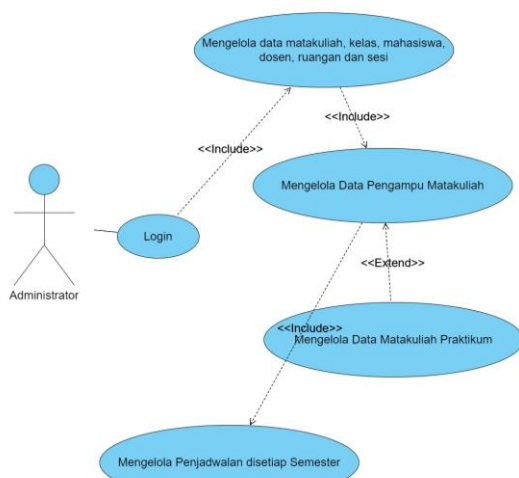 Mengelola data matakuliah, kelas, mahasiswa,
dosen, ruangan dan sesi
<<Include>>
<<Include>>
Mengelola Data Pengampu Matakuliah
Login
<<Extend>>
Administrator
<<Include>>
Mengelola Data Matakuliah Praktikum
Mengelola Penjadwalan disetiap Semester